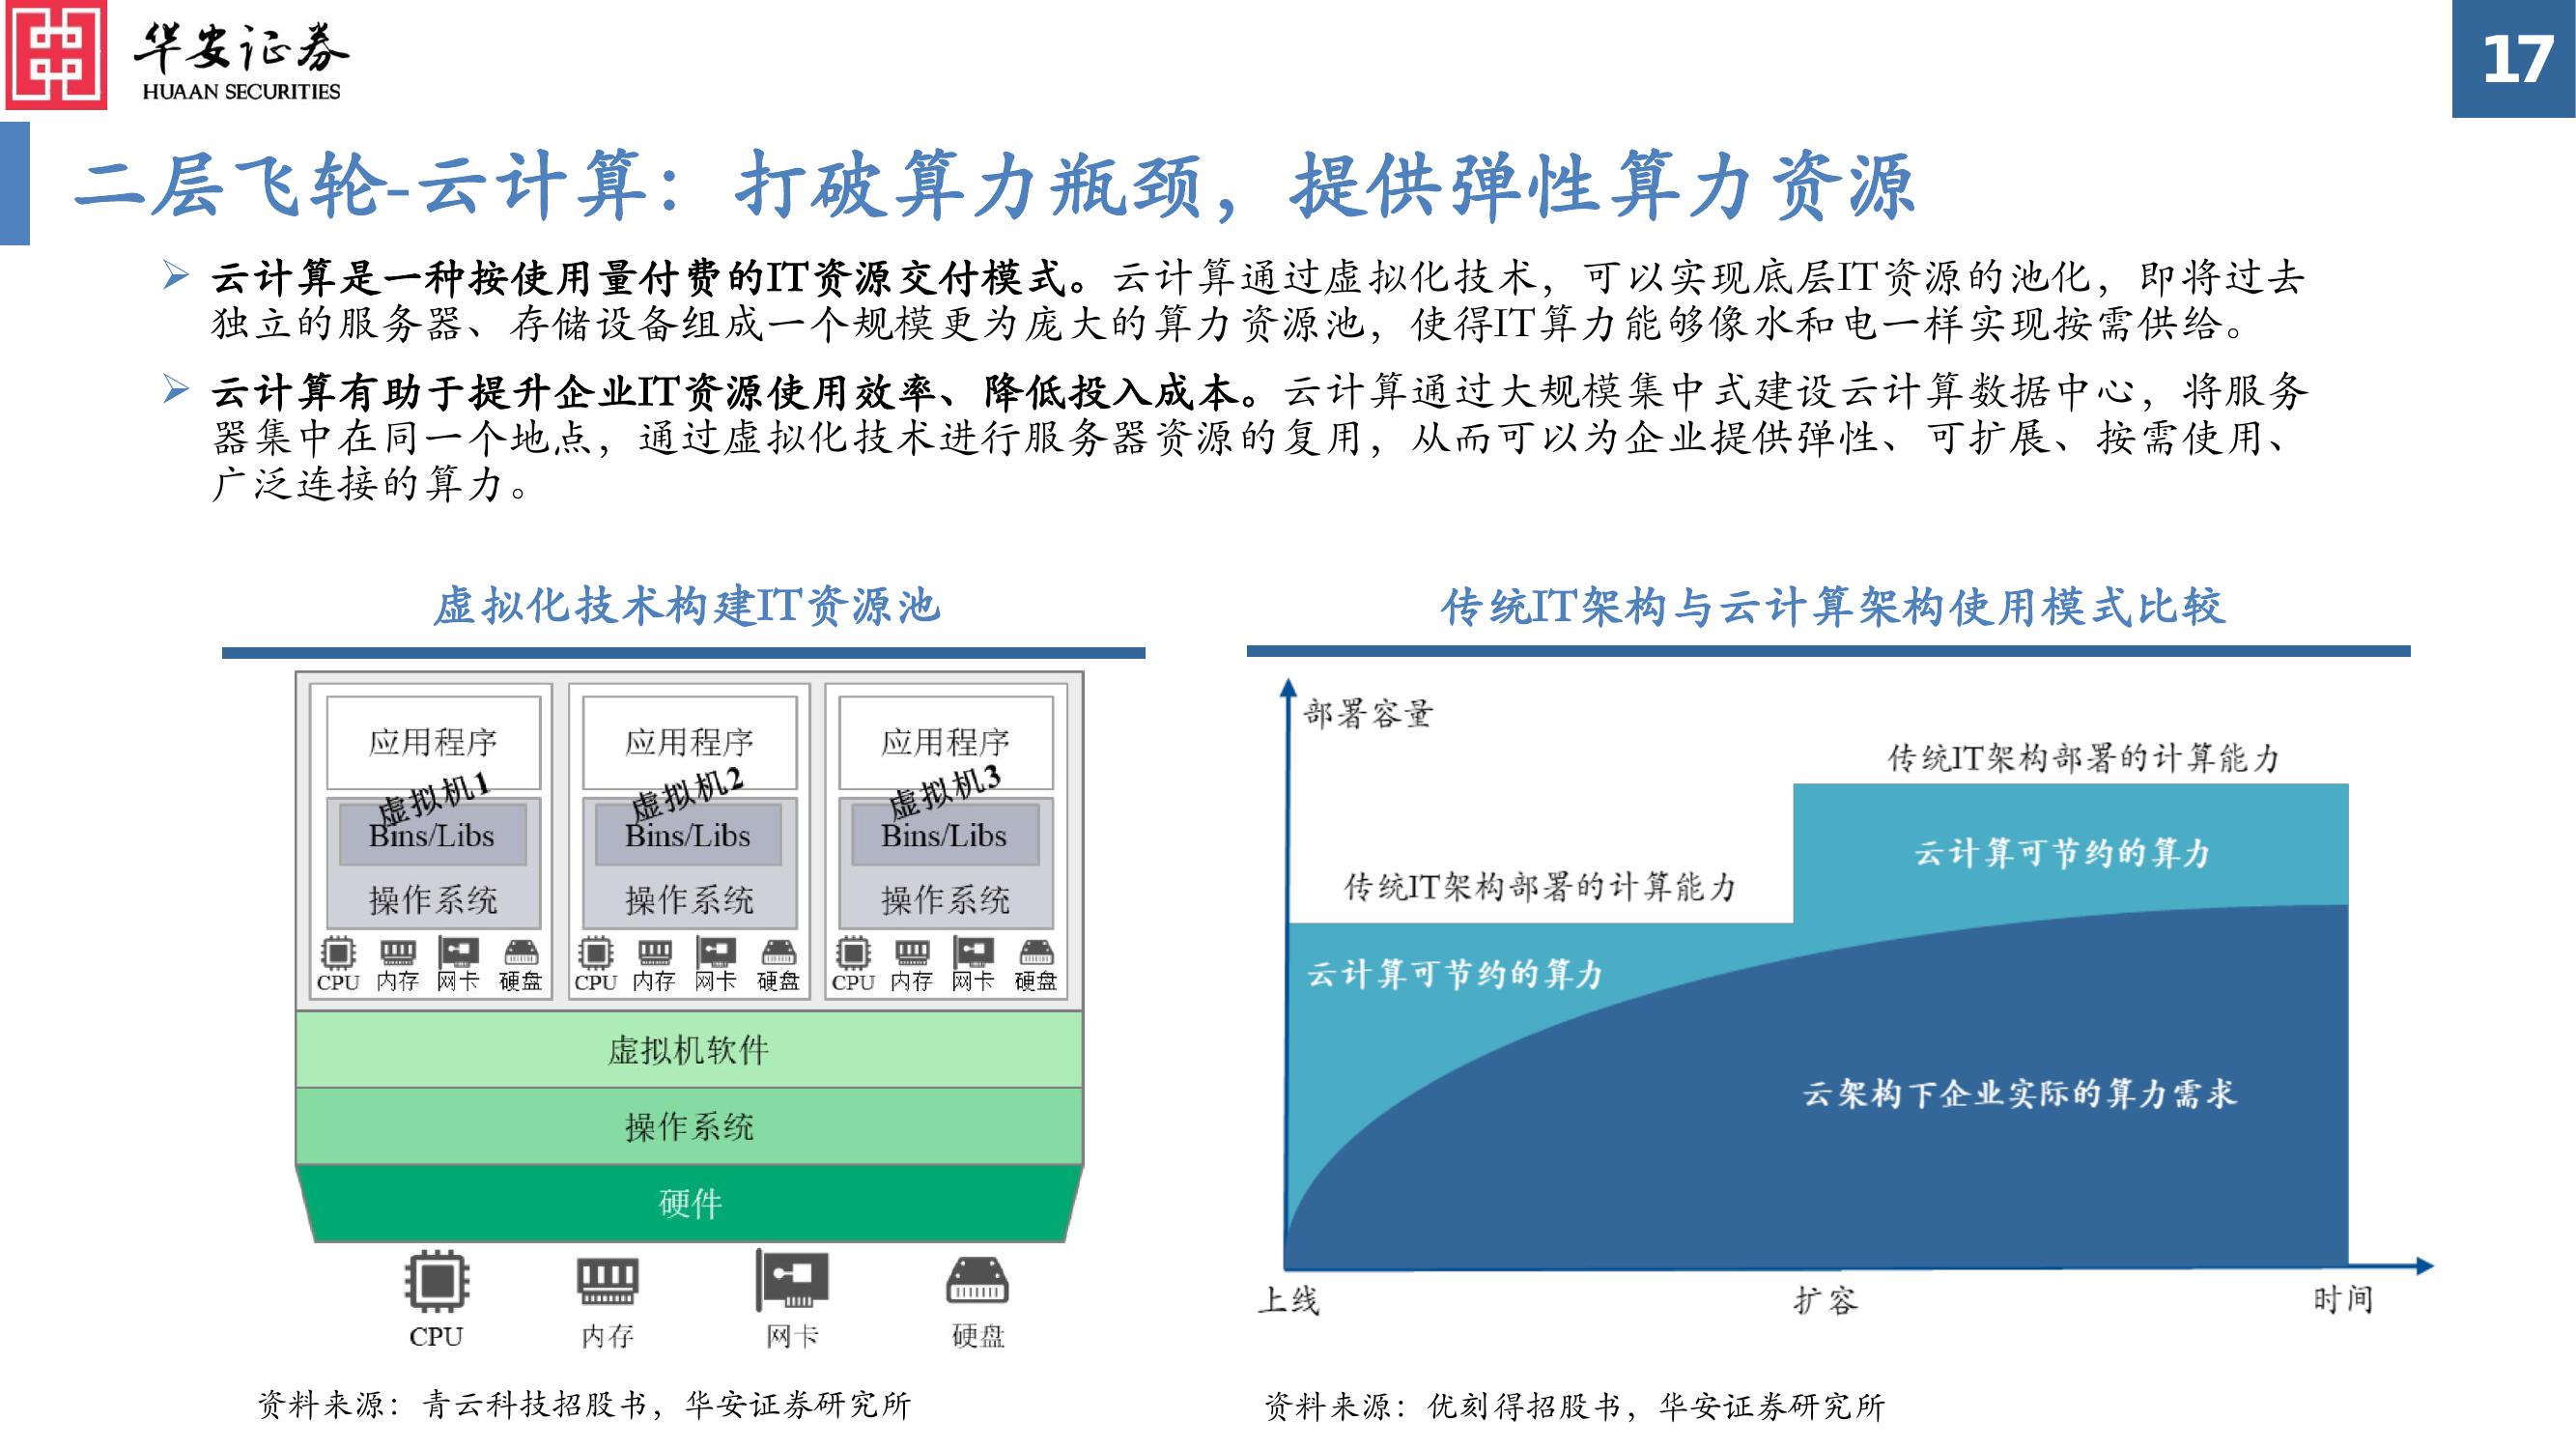 华安证券
HUAAN SECURITIES
17
二层飞轮-云计算：打破算力瓶颈，提供弹性算力资源
云计算是一种按使用量付费的IT资源交付模式。云计算通过虚拟化技术，可以实现底层IT资源的池化，即将过去
独立的服务器、存储设备组成一个规模更为庞大的算力资源池，使得IT算力能够像水和电一样实现按需供给。
云计算有助于提升企业IT资源使用效率、降低投入成本。云计算通过大规模集中式建设云计算数据中心，将服务
器集中在同一个地点，通过虚拟化技术进行服务器资源的复用，从而可以为企业提供弹性、可扩展、按需使用、
广泛连接的算力。
虚拟化技术构建IT资源池
应用程序 应用程序 应用程序
虚拟机1 虚拟机2 虚拟机3
Bins/Libs Bins/Libs Bins/Libs
操作系统 操作系统 操作系统
CPU 内存 网卡 硬盘 CPU 内存 网卡 硬盘 CPU 内存 网卡 硬盘
虚拟机软件
操作系统
硬件
CPU 内存 网卡 硬盘
资料来源：青云科技招股书，华安证券研究所
传统IT架构与云计算架构使用模式比较
部署容量
传统IT架构部署的计算能力
云计算可节约的算力
传统IT架构部署的计算能力
云计算可节约的算力
云架构下企业实际的算力需求
上线 扩容 时间
资料来源：优刻得招股书，华安证券研究所